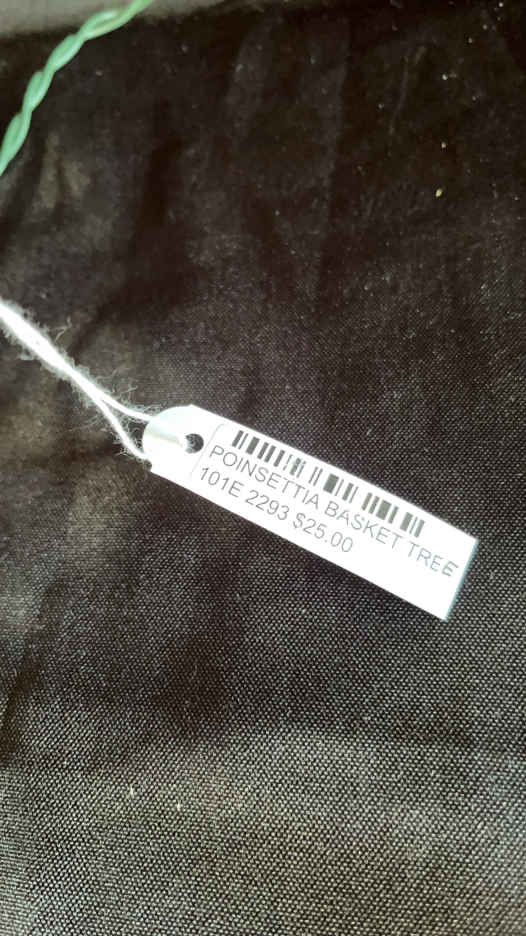 POINSETTIA BASKET TREE
101E 2293 $25.00